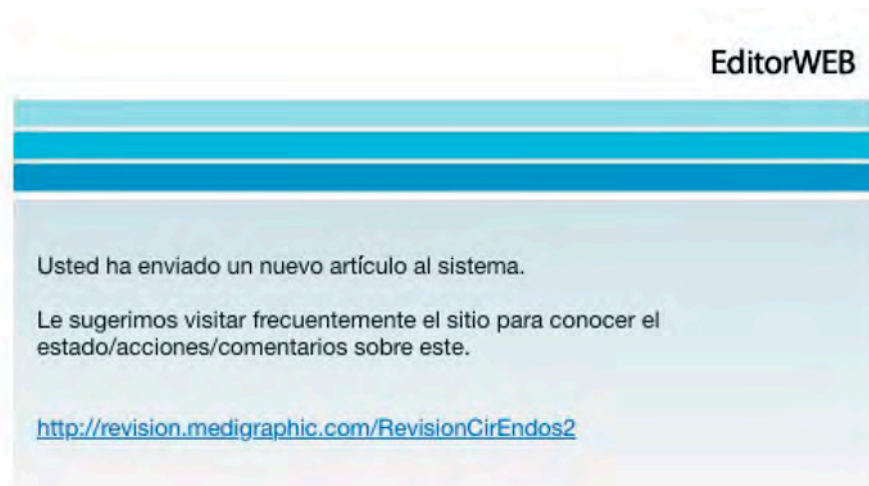 EditorWEB
Usted ha enviado un nuevo artículo al sistema.
Le sugerimos visitar frecuentemente el sitio para conocer el
estado/acciones/comentarios sobre este.
http://revision.medigraphic.com/RevisionCirEndos2